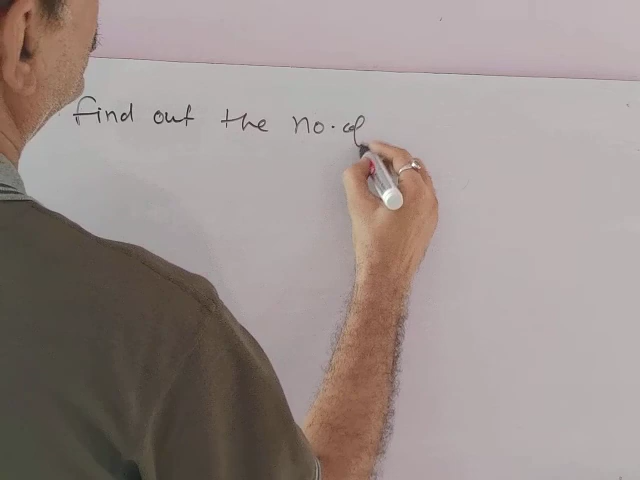 find out the no. of